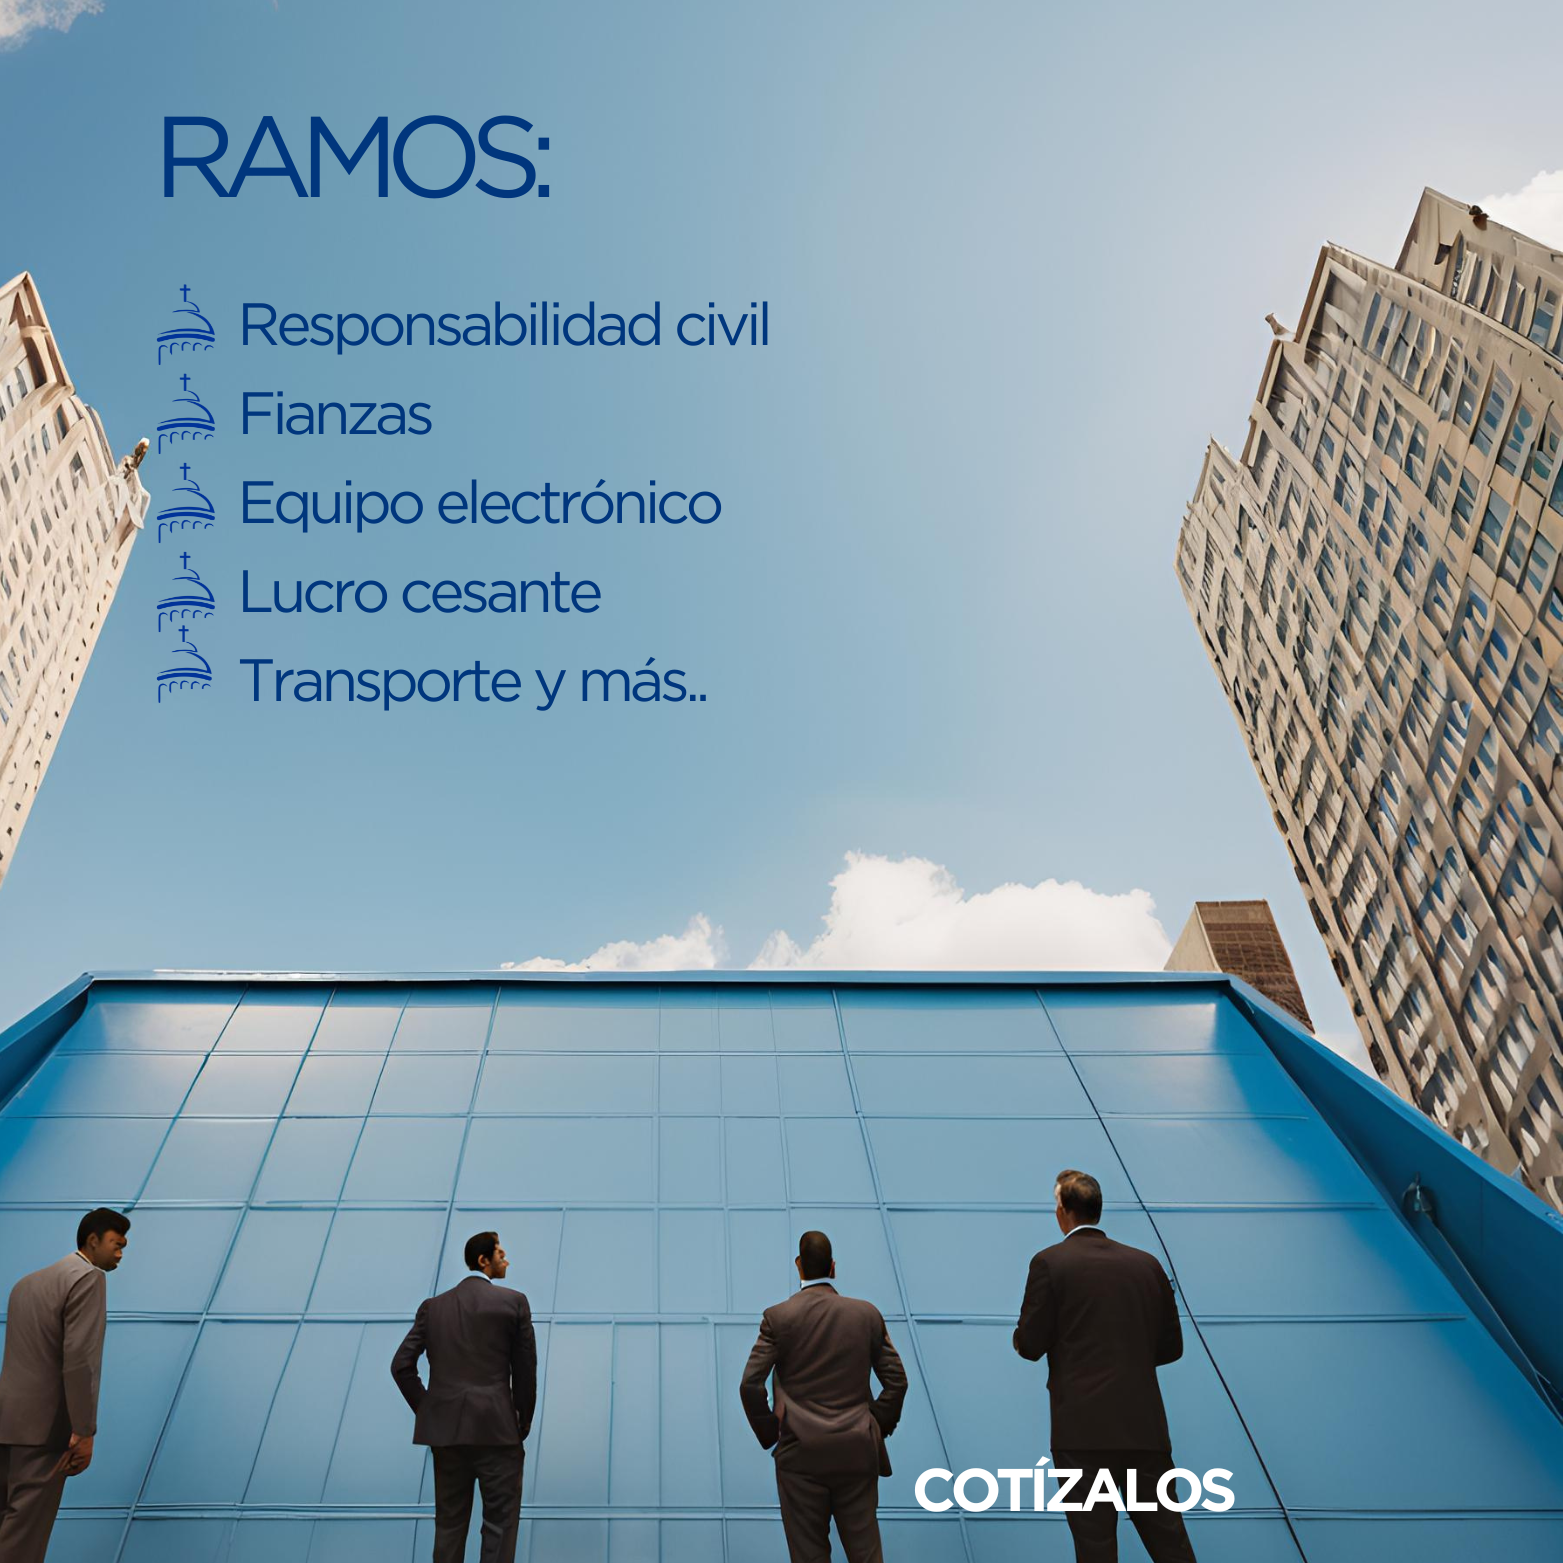 RAMOS:
Responsabilidad civil
Fianzas
Equipo electrónico
Lucro cesante
Transporte y más..
COTÍZALOS